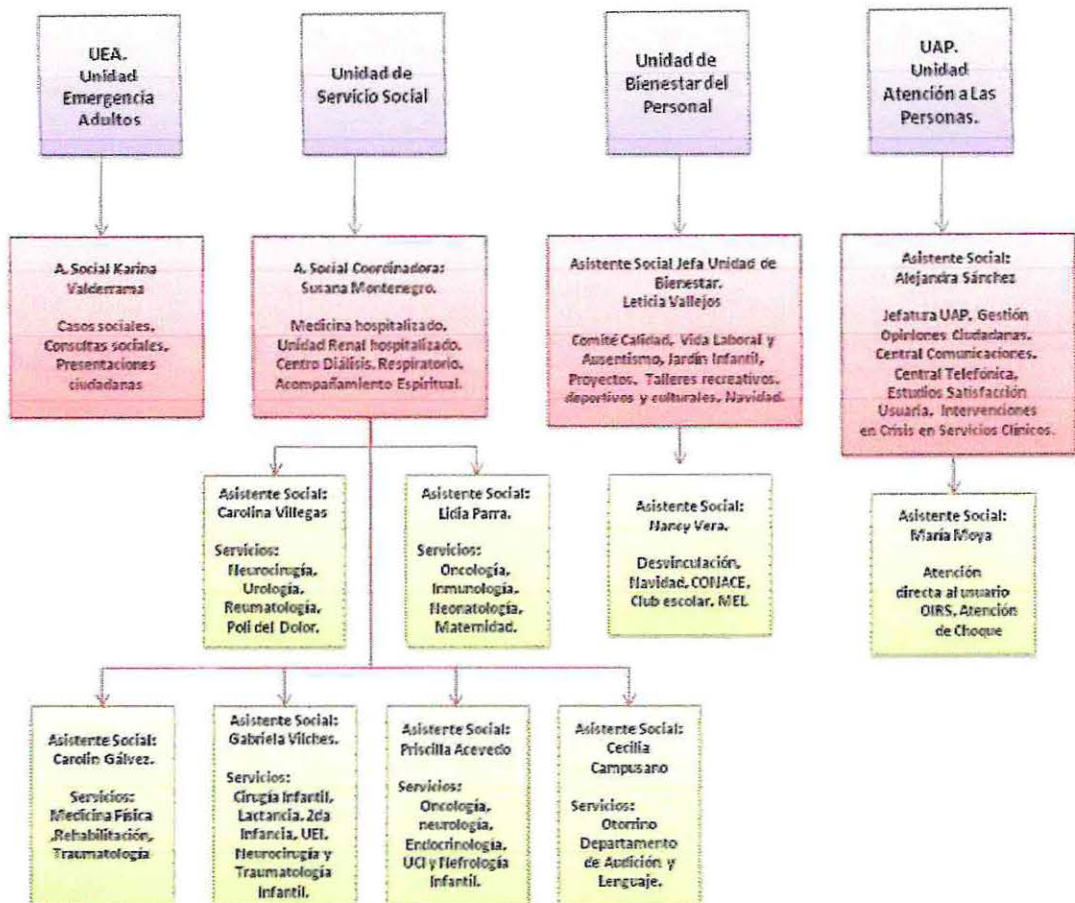 UEA.
Unidad
Emergencia
Adultos
Unidad de
Servicio Social
Unidad de
Bienestar del
Personal
UAP.
Unidad
Atención a Las
Personas.
A. Social Karina
Valderrama
Casos sociales,
Consultas sociales,
Presentaciones
ciudadanas
A. Social Coordinadora:
Susana Montenegro.
Medicina hospitalizado,
Unidad Renal hospitalizado.
Centro Diálisis. Respiratorio.
Acompañamiento Espiritual.
Asistente Social Jefa Unidad de
Bienestar.
Leticia Vallejos
Comité Calidad, Vida Laboral y
Ausentismo, Jardín Infantil,
Proyectos, Talleres recreativos,
deportivos y culturales, Navidad.
Asistente Social:
Alejandra Sánchez
Jefatura UAP, Gestión
Opiniones Ciudadanas,
Central Comunicaciones,
Central Telefónica,
Estudios Satisfacción
Usuaria, Intervenciones
en Crisis en Servicios Clínicos.
Asistente Social:
Carolina Villegas
Servicios:
Neurocirugía,
Urología,
Reumatología,
Poli del Dolor.
Asistente Social:
Lidia Parra.
Servicios:
Oncología,
Inmunología,
Neonatología,
Maternidad.
Asistente Social:
Nancy Vera.
Desvinculación,
Navidad, CONACE,
Club escolar, MEL
Asistente Social:
María Moya
Atención
directa al usuario
OIRS, Atención
de Choque
Asistente Social:
Carolin Gálvez.
Servicios:
Medicina Física
,Rehabilitación,
Traumatología
Asistente Social:
Gabriela Vilches.
Servicios:
Cirugía Infantil,
Lactancia, 2da
Infancia, UEI,
Neurocirugía y
Traumatología
Infantil.
Asistente Social:
Priscilla Acevedo
Servicios:
Oncología,
neurología,
Endocrinología,
UCI y Nefrología
Infantil.
Asistente Social:
Cecilia
Campusano
Servicios:
Otorrino
Departamento
de Audición y
Lenguaje.